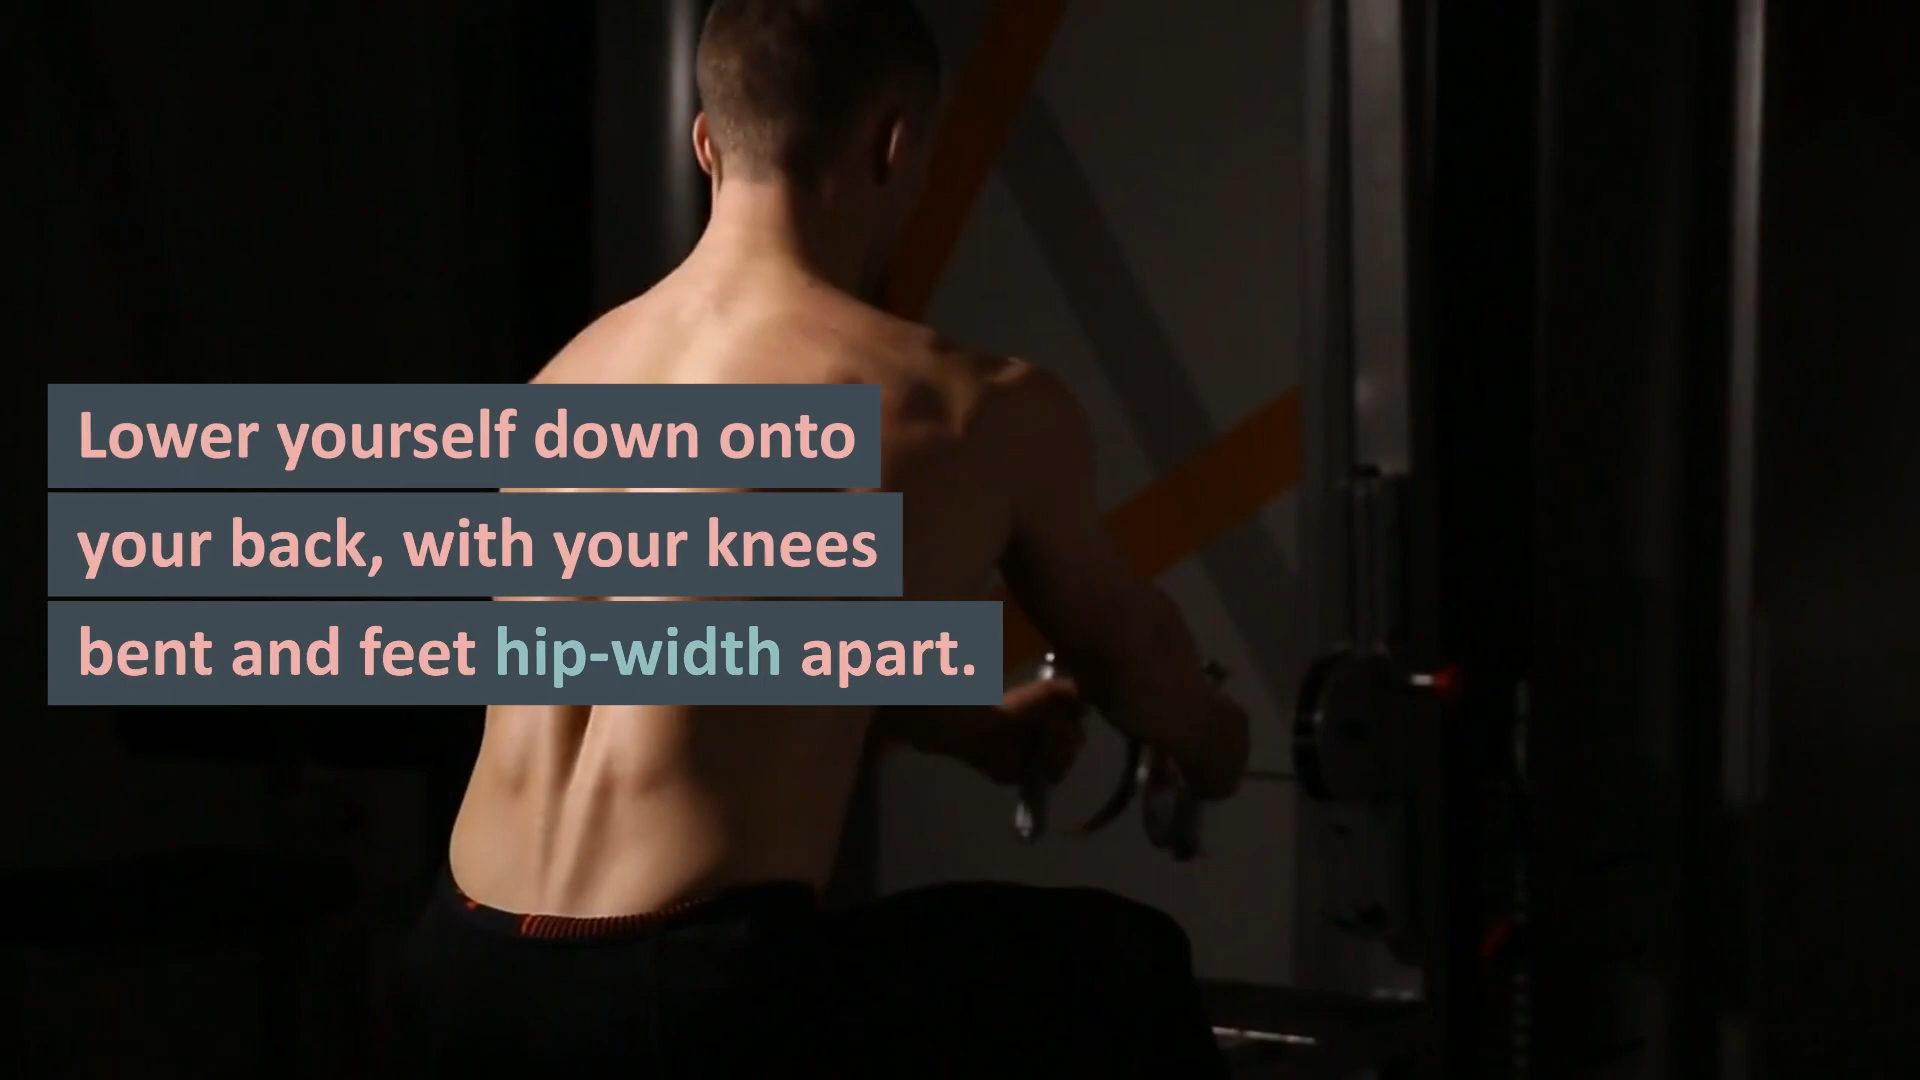 Lower yourself down onto
your back, with your knees
bent and feet hip-width apart.